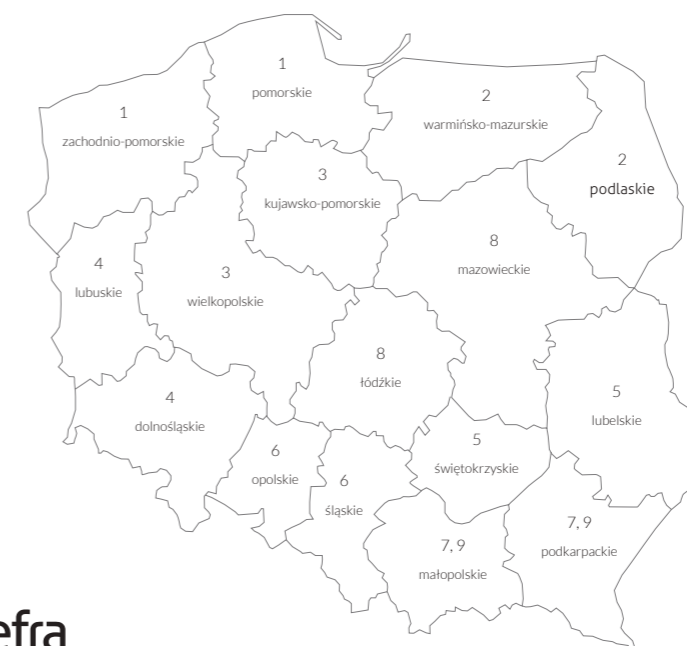 1
pomorskie
1
zachodnio-pomorskie
2
warmińsko-mazurskie
2
podlaskie
3
kujawsko-pomorskie
8
mazowieckie
4
lubuskie
3
wielkopolskie
8
łódźkie
5
lubelskie
4
dolnośląskie
6
opolskie
6
śląskie
5
świętokrzyskie
7, 9
małopolskie
7, 9
podkarpackie
efra